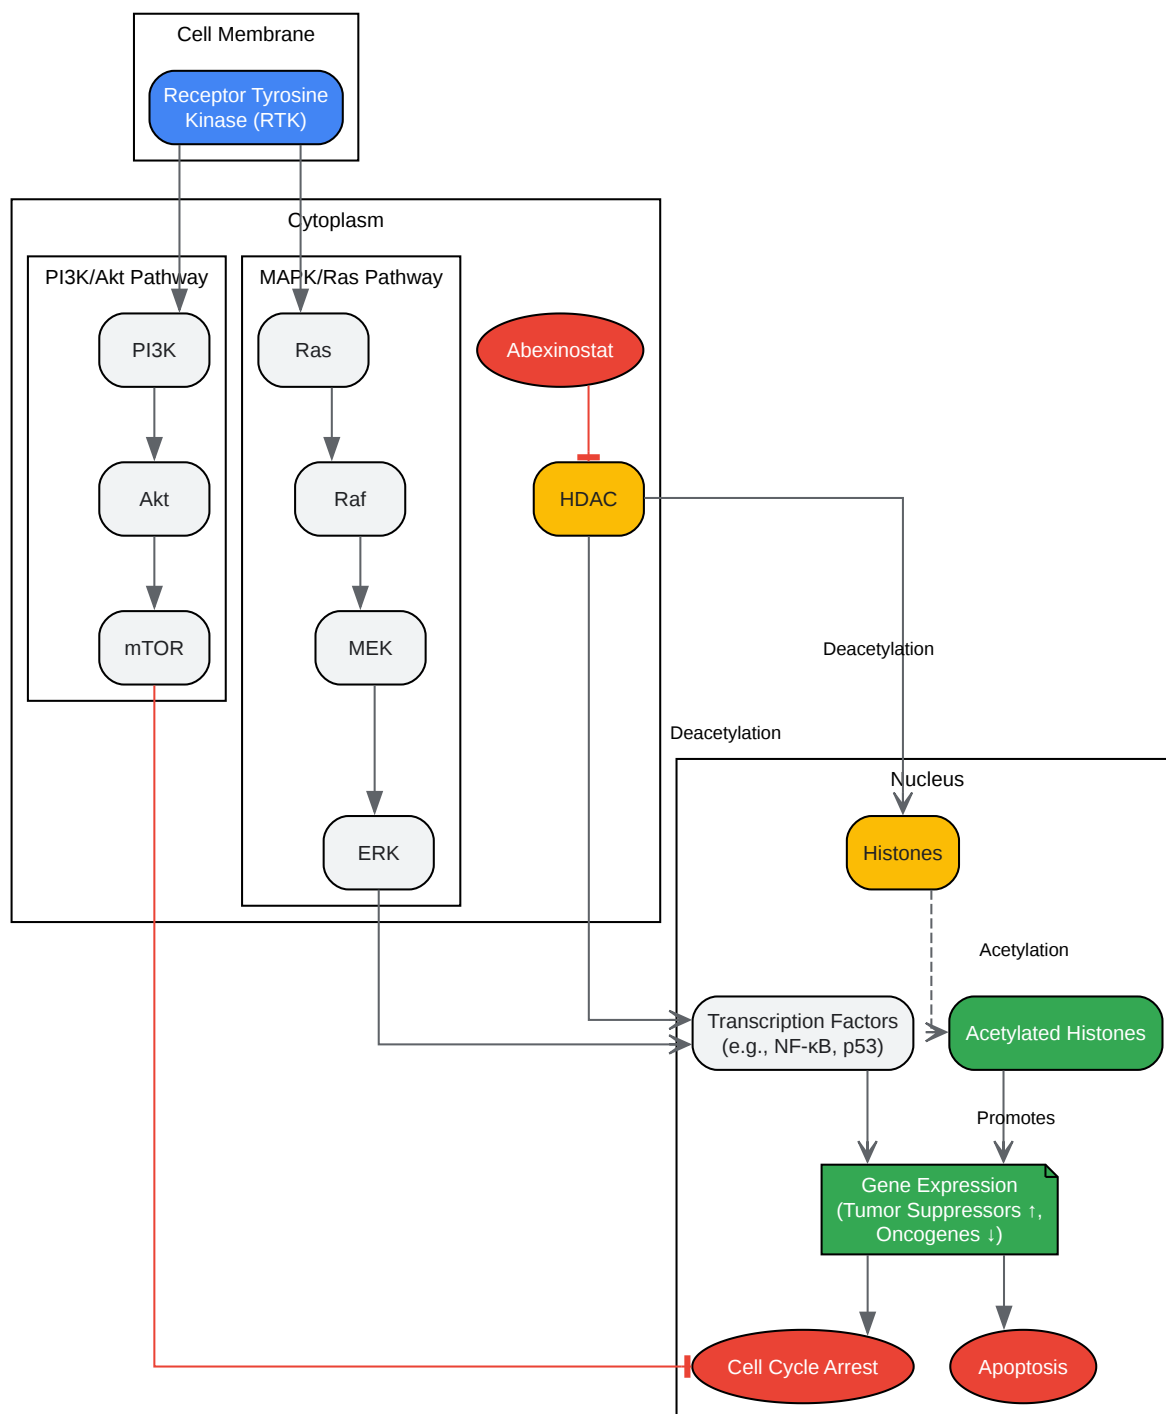 Cell Membrane
Receptor Tyrosine
Kinase (RTK)
Cytoplasm
PI3K/Akt Pathway
MAPK/Ras Pathway
PI3K
Ras
Abexinostat
Akt
Raf
HDAC
mTOR
MEK
Deacetylation
Deacetylation
Nucleus
ERK
Histones
Acetylation
Transcription Factors
(e.g., NF-κB, p53)
Acetylated Histones
Promotes
Gene Expression
(Tumor Suppressors ↑,
Oncogenes ↓)
Cell Cycle Arrest
Apoptosis